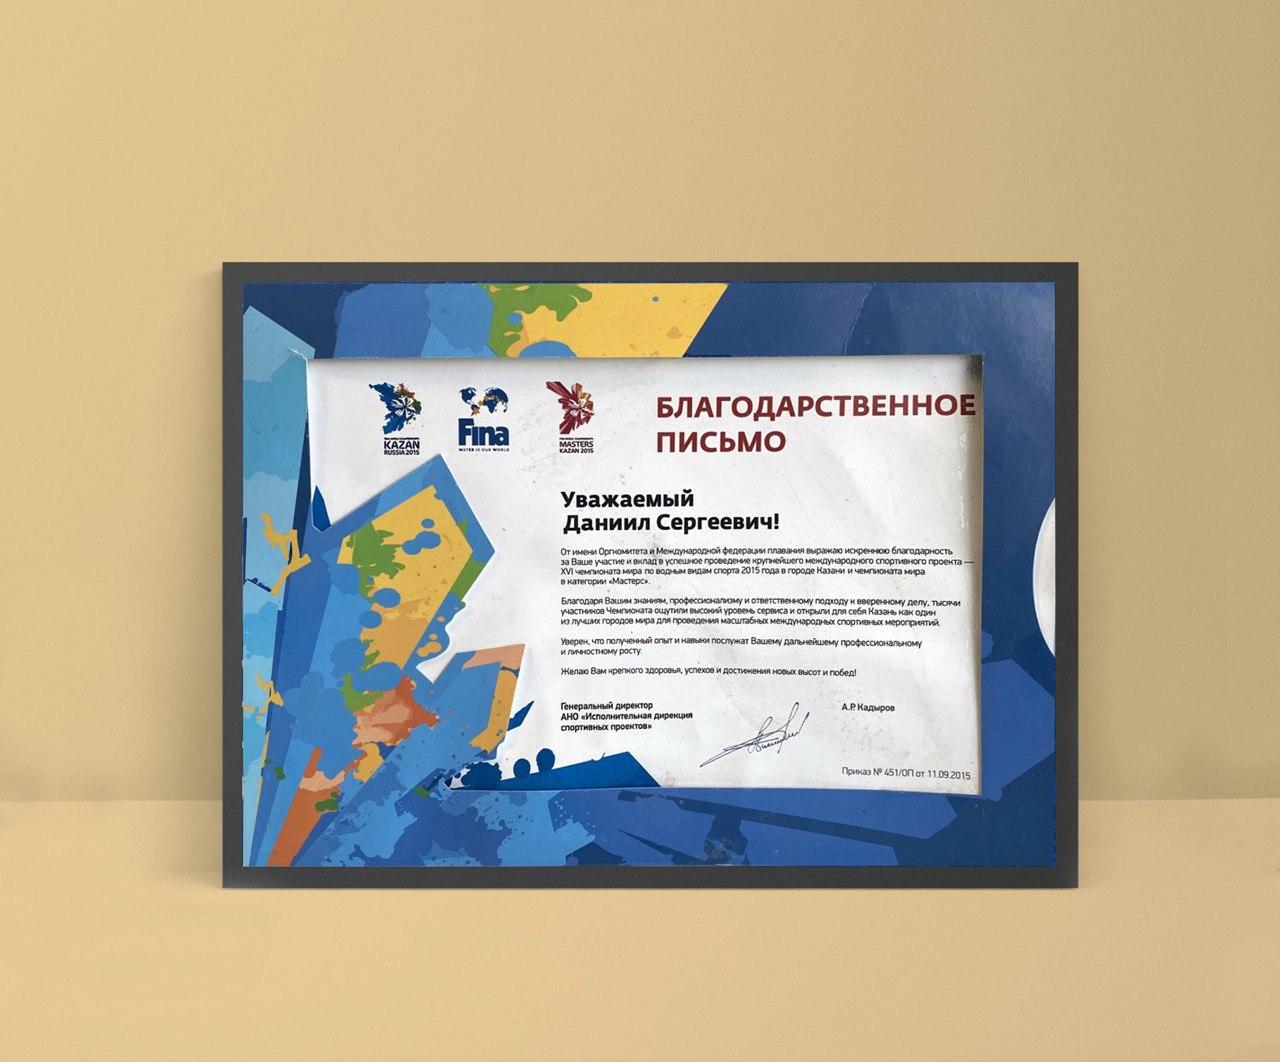 FINA WORLD CHAMPIONSHIPS
KAZAN
RUSSIA 2015
Fina
WATER IS OUR WORLD
FINA WORLD CHAMPIONSHIPS
MASTERS
KAZAN 2015
БЛАГОДАРСТВЕННОЕ
ПИСЬМО
Уважаемый
Даниил Сергеевич!
От имени Оргкомитета и Международной федерации плавания выражаю искреннюю благодарность
за Ваше участие и вклад в успешное проведение крупнейшего международного спортивного проекта —
XVI чемпионата мира по водным видам спорта 2015 года в городе Казани и чемпионата мира
в категории «Мастерс».
Благодаря Вашим знаниям, профессионализму и ответственному подходу к вверенному делу, тысячи
участников Чемпионата ощутили высокий уровень сервиса и открыли для себя Казань как один
из лучших городов мира для проведения масштабных международных спортивных мероприятий.
Уверен, что полученный опыт и навыки послужат Вашему дальнейшему профессиональному
и личностному росту.
Желаю Вам крепкого здоровья, успехов и достижения новых высот и побед!
Генеральный директор
АНО «Исполнительная дирекция
спортивных проектов»
А.Р. Кадыров
Приказ № 451/ОП от 11.09.2015